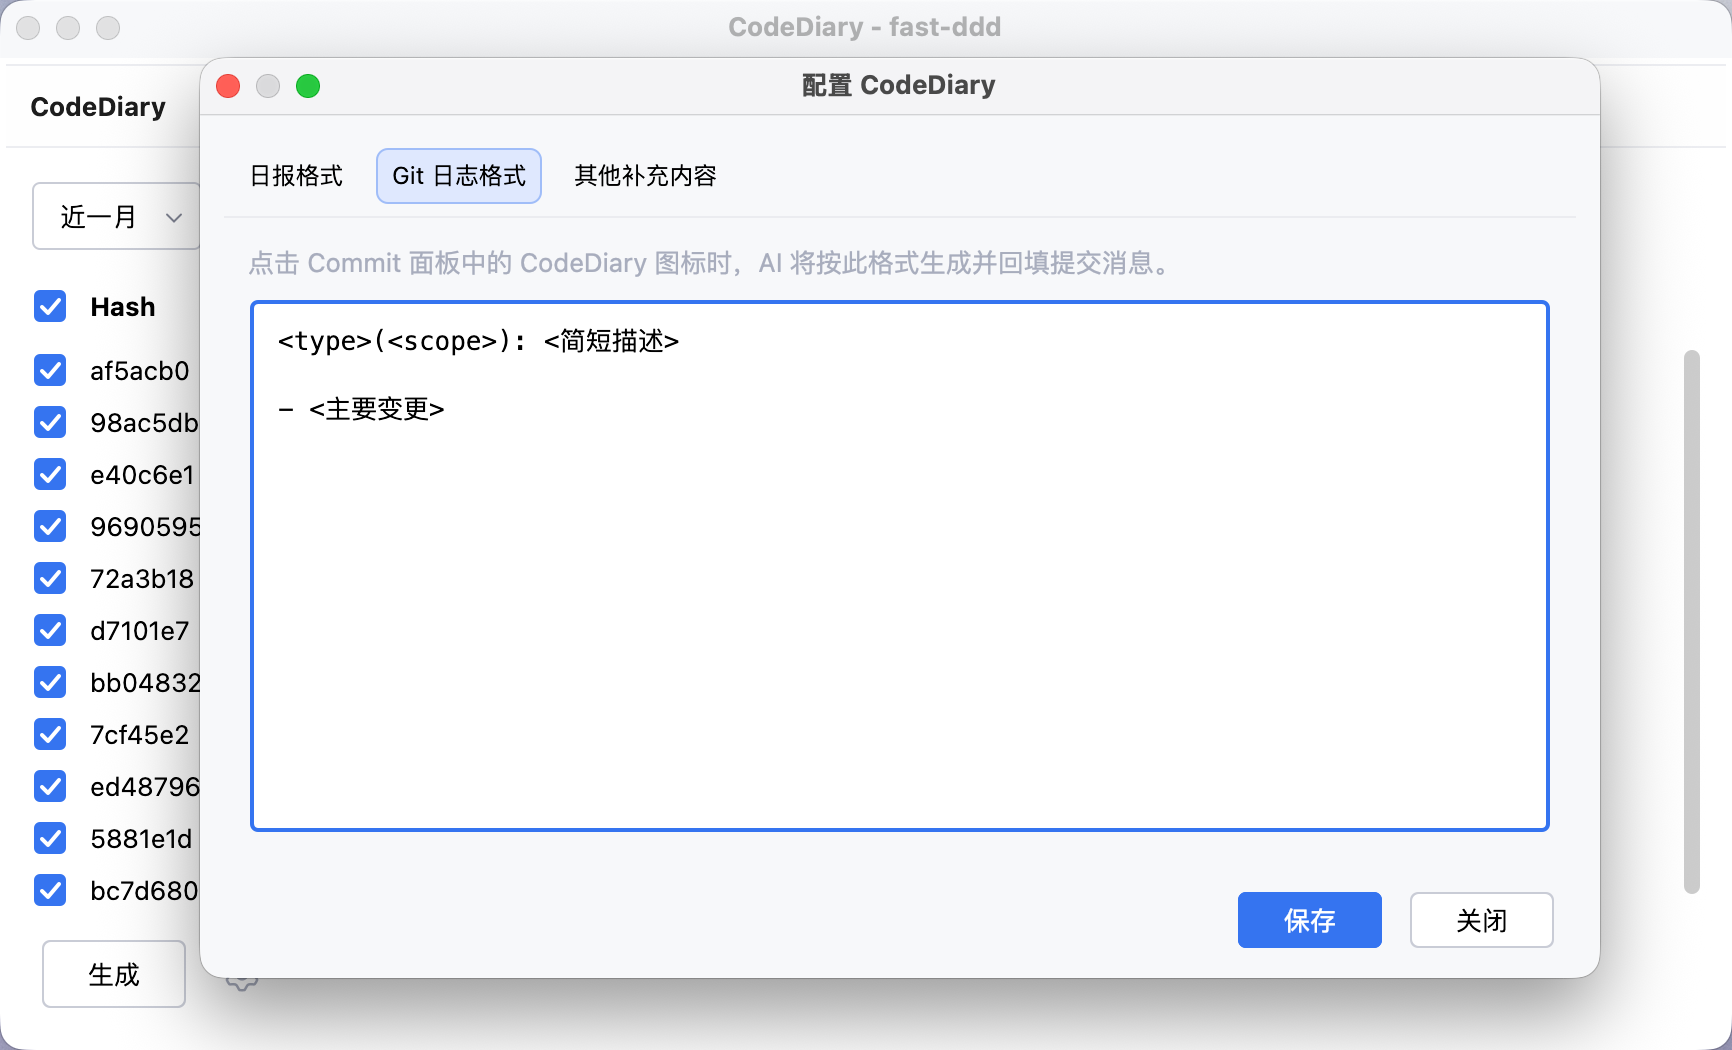 CodeDiary - fast-ddd
配置 CodeDiary
CodeDiary
日报格式
Git 日志格式
其他补充内容
近一月
点击 Commit 面板中的 CodeDiary 图标时，AI 将按此格式生成并回填提交消息。
Hash
<type>(<scope>): <简短描述>
af5acb0
- <主要变更>
98ac5db
e40c6e1
9690595
72a3b18
d7101e7
bb04832
7cf45e2
ed48796
5881e1d
bc7d680
保存
关闭
生成